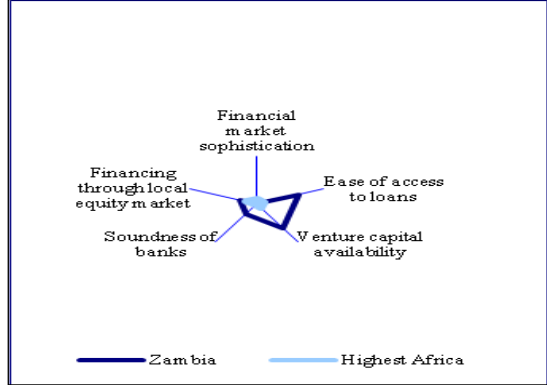 Financial
market
sophistication
Ease of access
to loans
Venture capital
availability
Soundness of
banks
Financing
through local
equity market
Zambia
Highest Africa